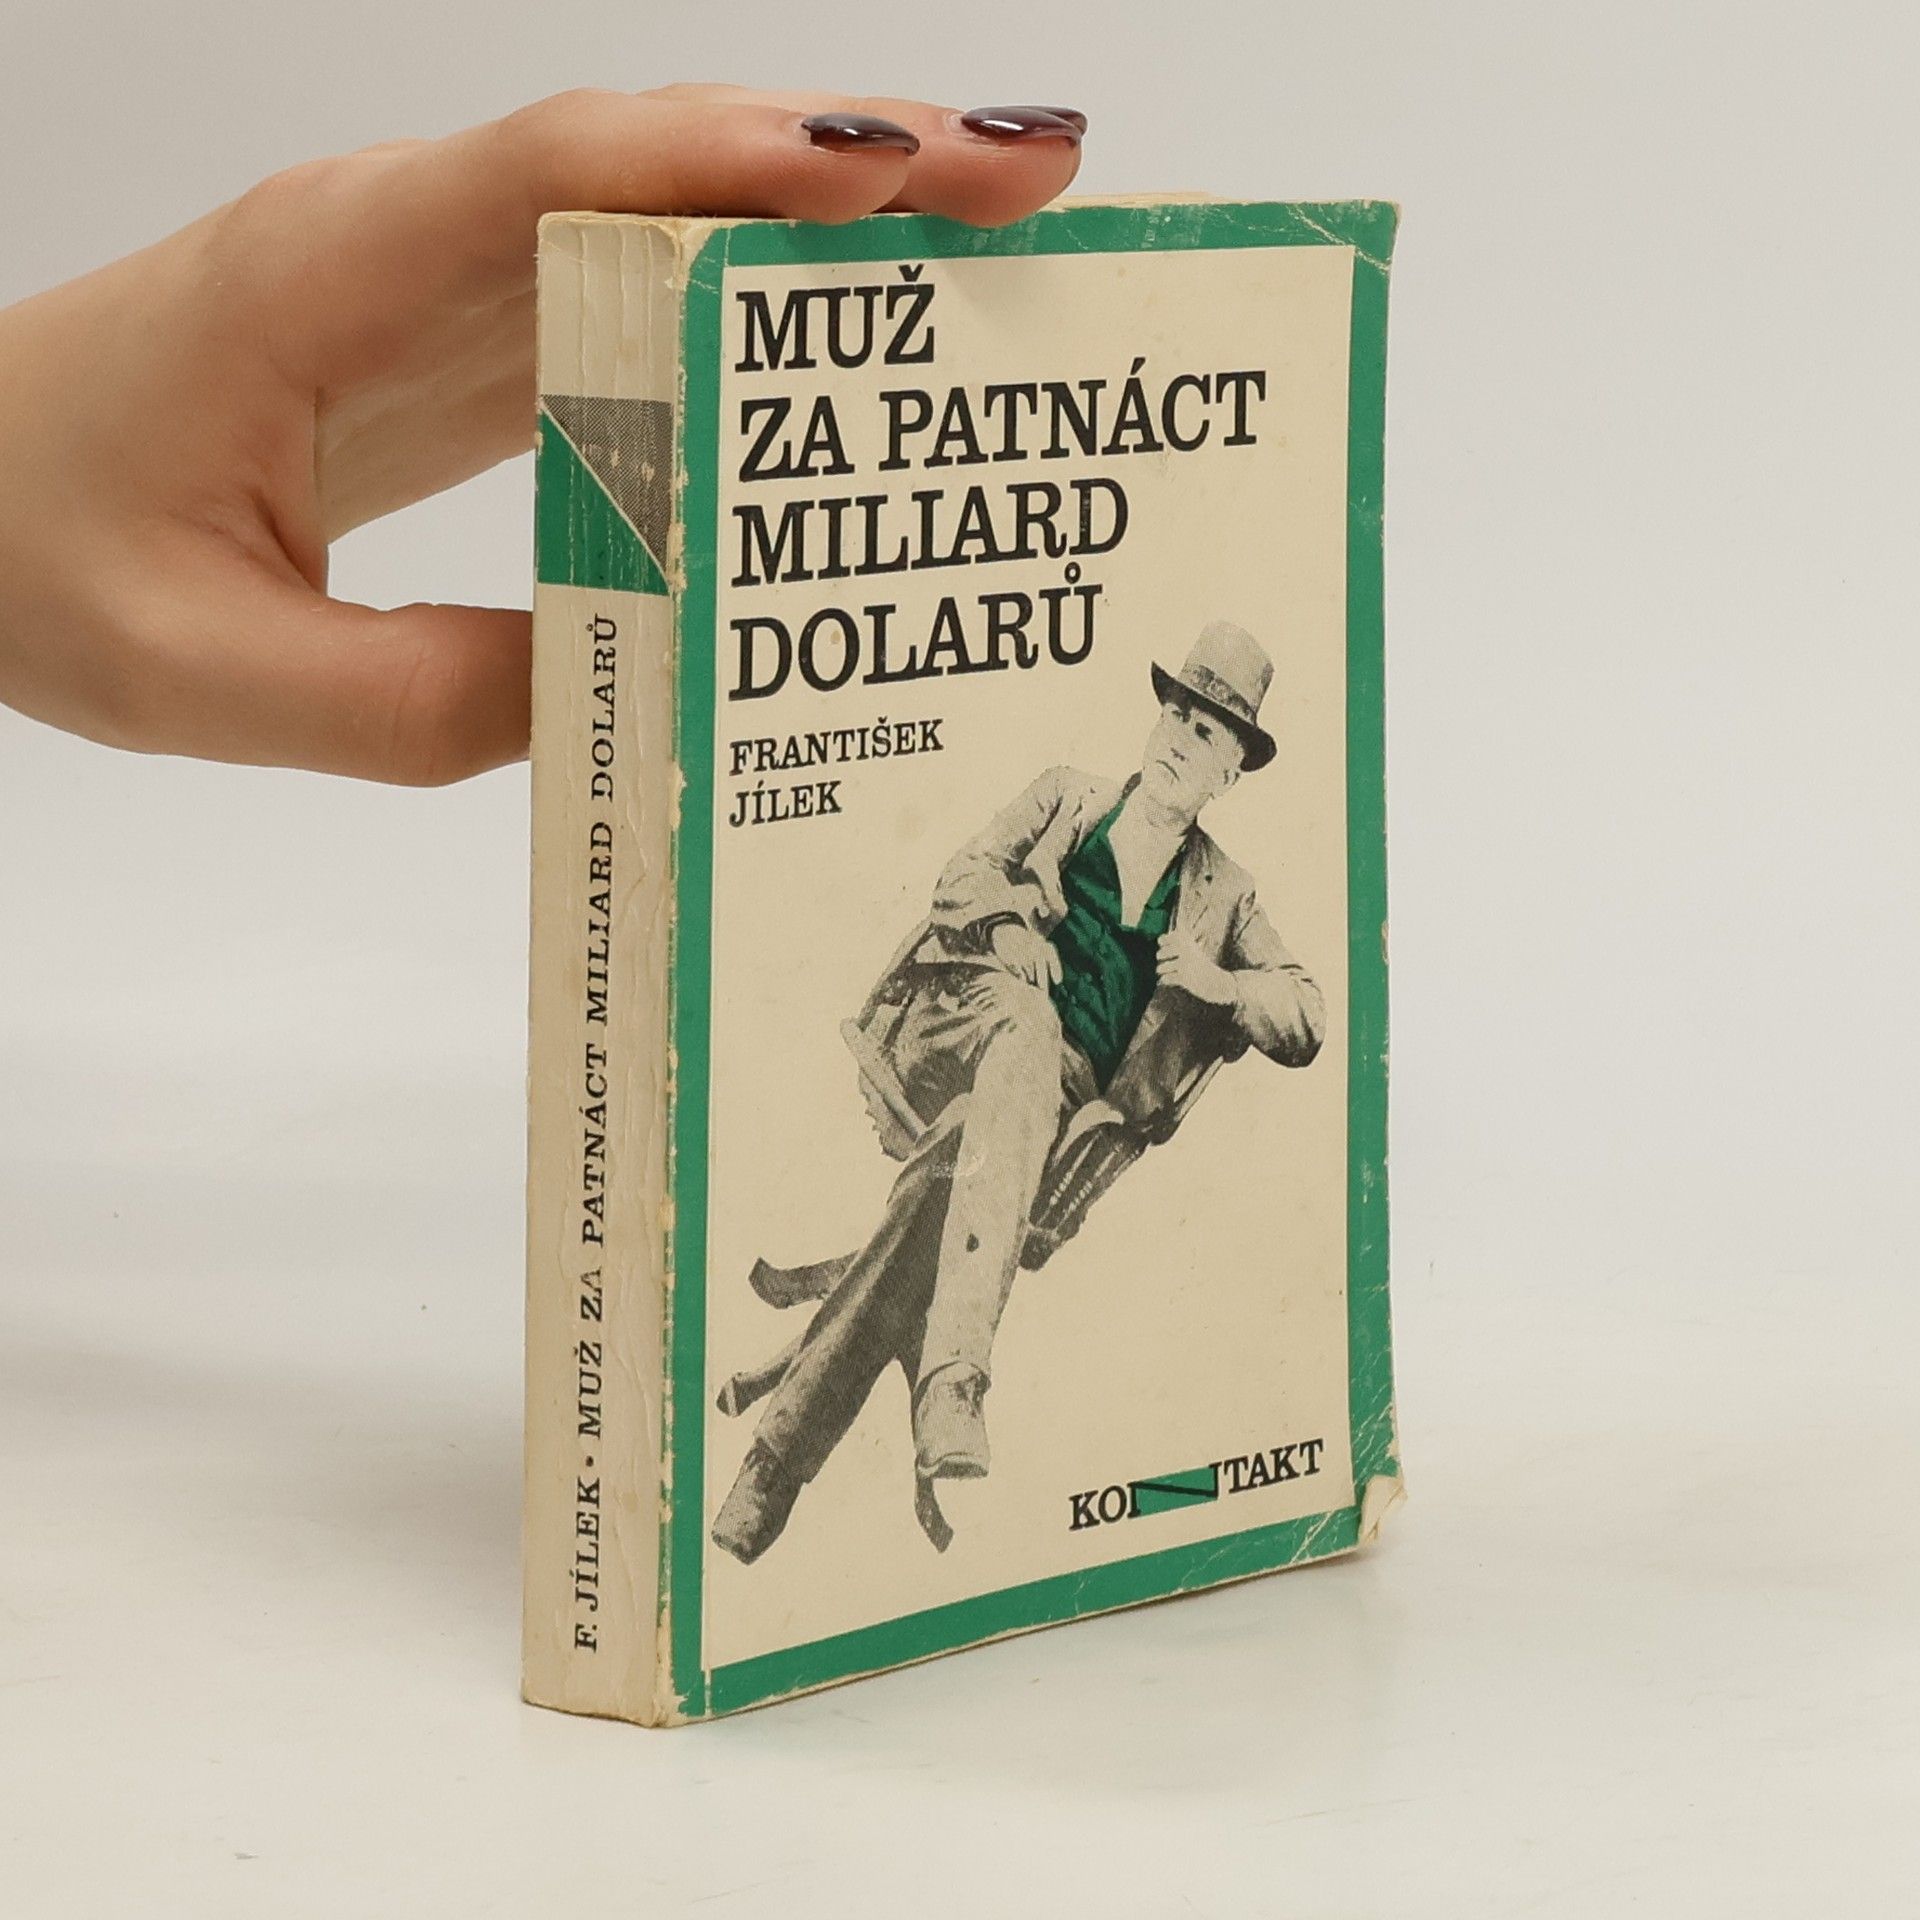 MUŽ
ZA PATNÁCT
MILIARD
DOLARŮ
FRANTIŠEK
JÍLEK
KONTAKT
F. JÍLEK • MUŽ ZA PATNÁCT MILIARD DOLARŮ